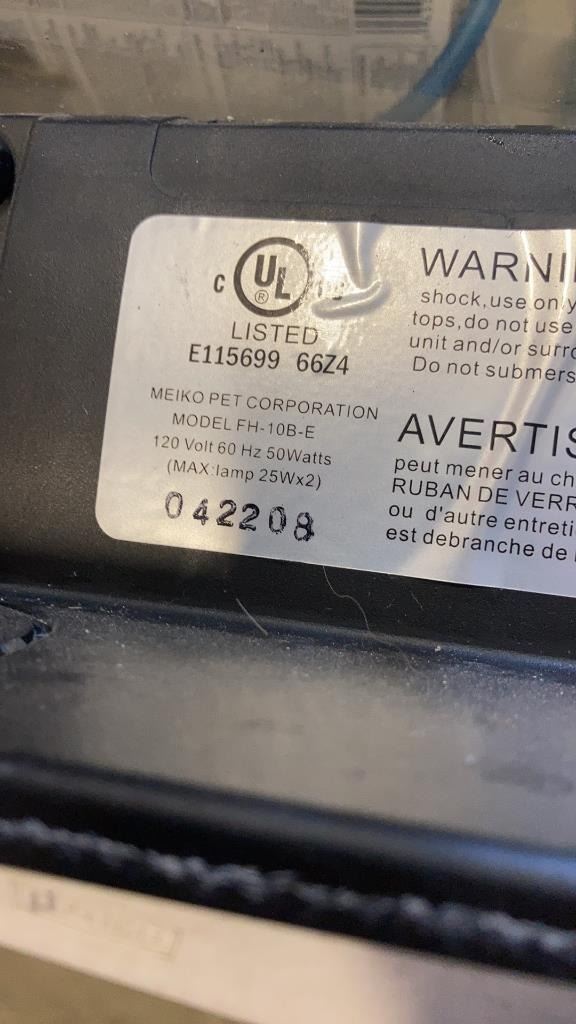 C UL US
®
LISTED
E115699 66Z4
MEIKO PET CORPORATION
MODEL FH-10B-E
120 Volt 60 Hz 50Watts
(MAX:lamp 25Wx2)
042208
WARNI
shock,use only
tops,do not use
unit and/or surro
Do not submers
AVERTIS
peut mener au ch
RUBAN DE VERR
ou d'autre entreti
est debranche de